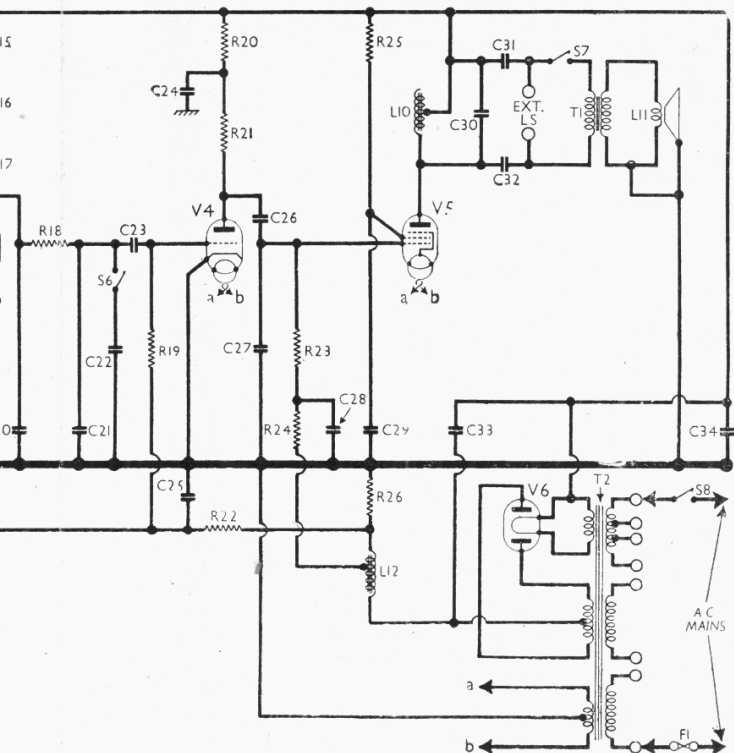 R20
R25
C31
S7
C24
L10
C30
EXT.
LS
T1
L11
R21
C32
V4
V5
R18
C23
C26
S6
a b
a b
C22
R19
C27
R23
C28
C21
R24
C29
C33
C34
C25
R26
V6
T2
S8
R22
L12
A C
MAINS
a
b
F1